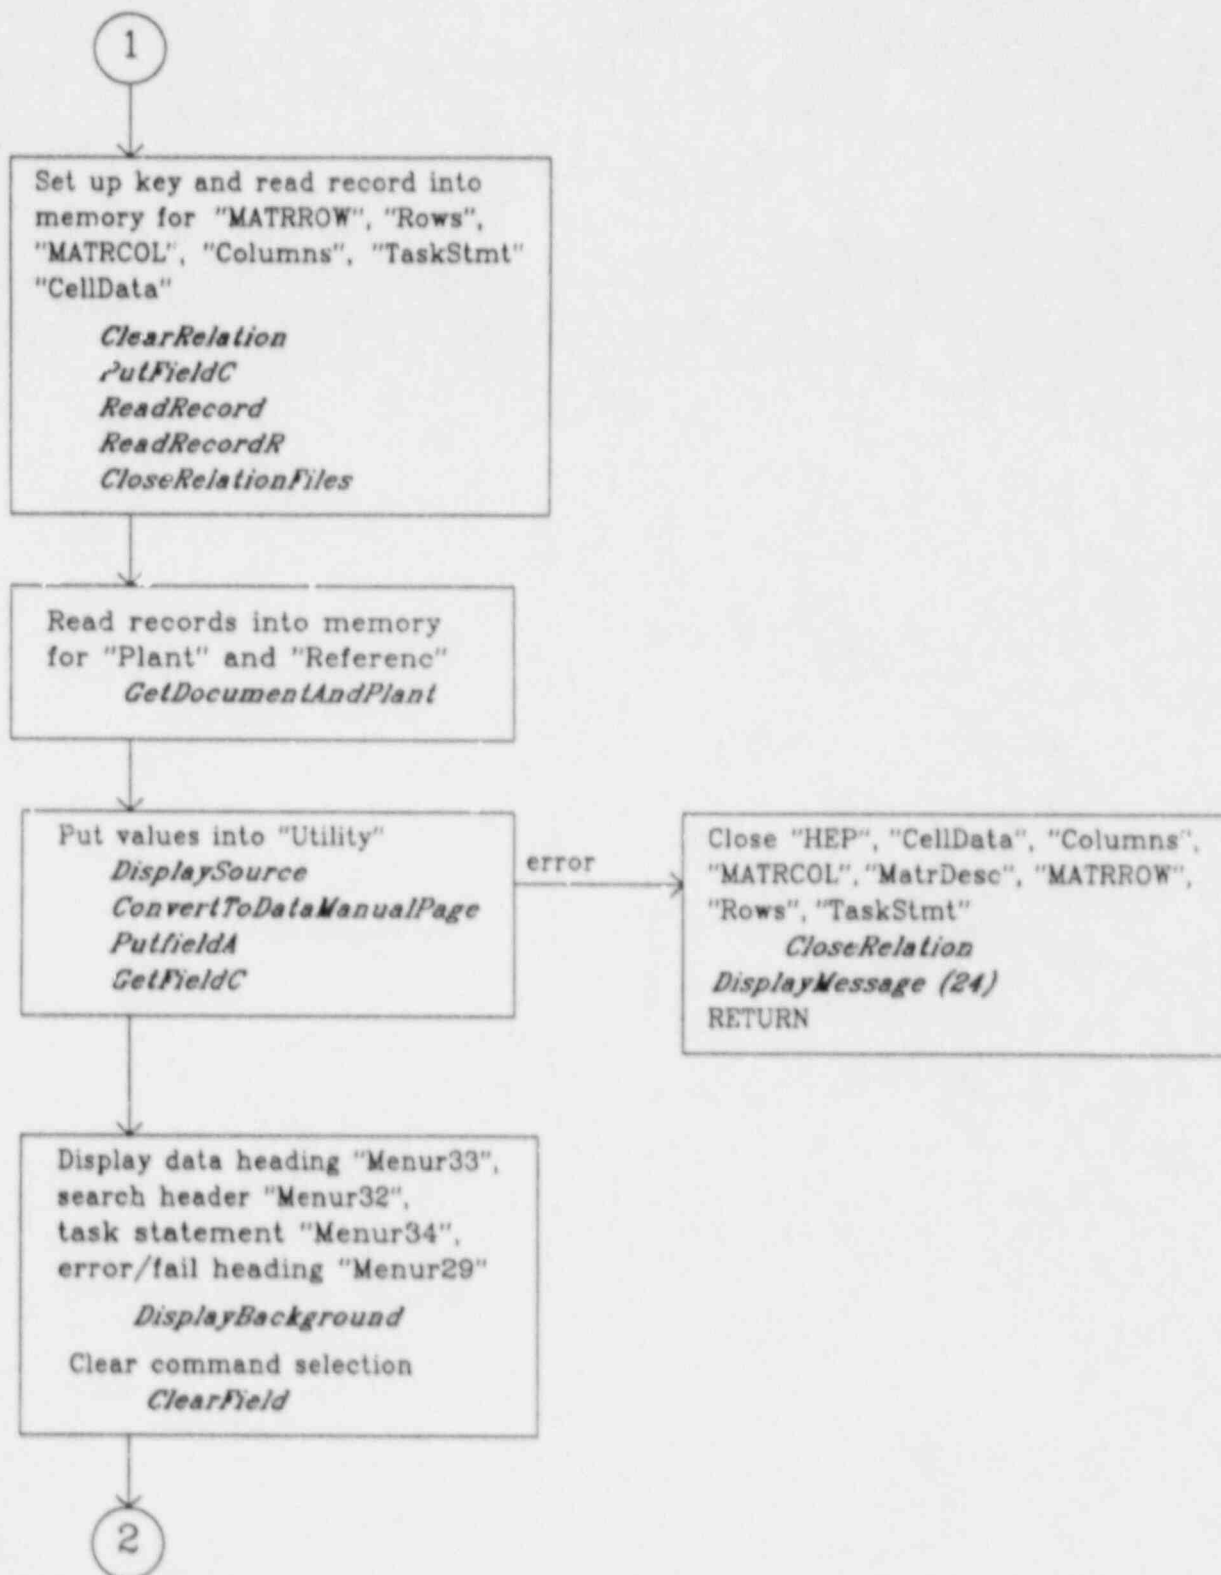 1
Set up key and read record into
memory for "MATRROW", "Rows",
"MATRCOL", "Columns", "TaskStmt"
"CellData"
ClearRelation
PutFieldC
ReadRecord
ReadRecordR
CloseRelationFiles
Read records into memory
for "Plant" and "Referenc"
GetDocumentAndPlant
Put values into "Utility"
DisplaySource
ConvertToDataManualPage
PutfieldA
GetFieldC
error
Close "HEP", "CellData", "Columns",
"MATRCOL", "MatrDesc", "MATRROW",
"Rows", "TaskStmt"
CloseRelation
DisplayMessage (24)
RETURN
Display data heading "Menur33",
search header "Menur32",
task statement "Menur34",
error/fail heading "Menur29"
DisplayBackground
Clear command selection
ClearField
2